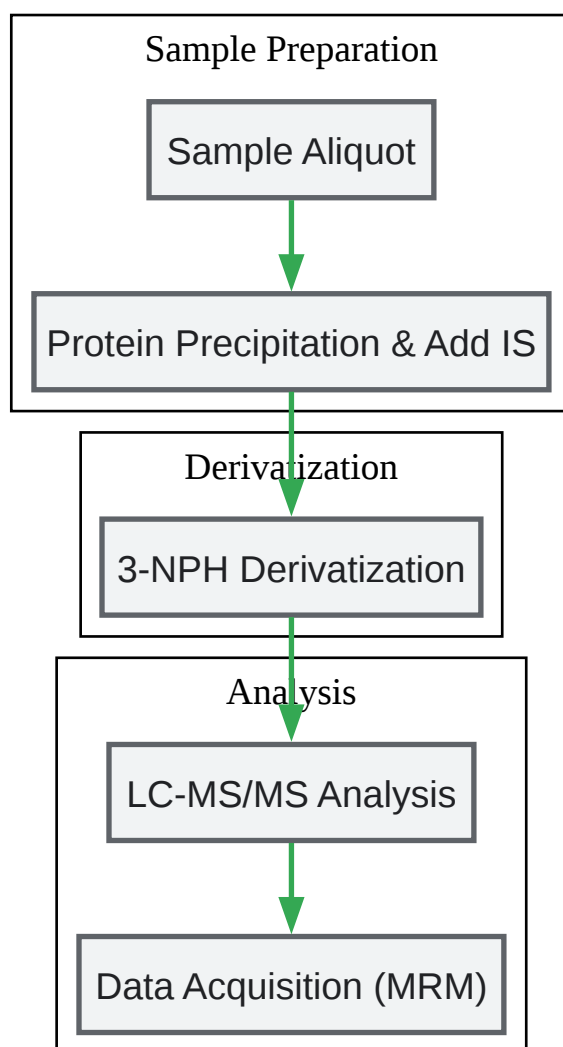 Sample Preparation
Sample Aliquot
Protein Precipitation & Add IS
Derivatization
3-NPH Derivatization
Analysis
LC-MS/MS Analysis
Data Acquisition (MRM)